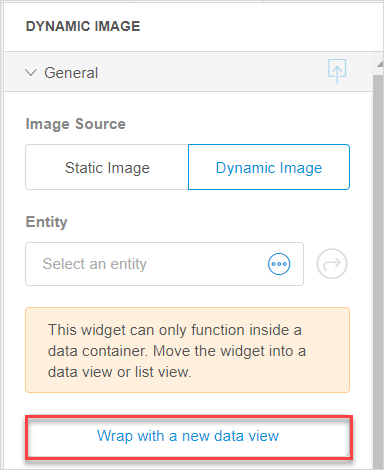 DYNAMIC IMAGE
General
Image Source
Static Image Dynamic Image
Entity
Select an entity
This widget can only function inside a
data container. Move the widget into a
data view or list view.
Wrap with a new data view